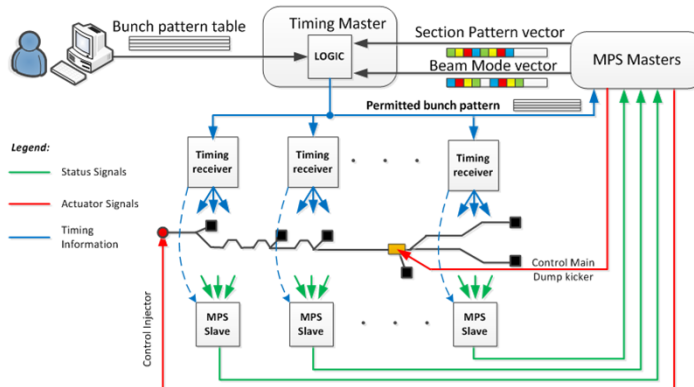 Bunch pattern table
Timing Master
LOGIC
Section Pattern vector
Beam Mode vector
MPS Masters
Permitted bunch pattern
Legend:
Status Signals
Actuator Signals
Timing
Information
Timing
receiver
Timing
receiver
. . .
Timing
receiver
Control Main
Dump kicker
Control Injector
MPS
Slave
MPS
Slave
. . .
MPS
Slave